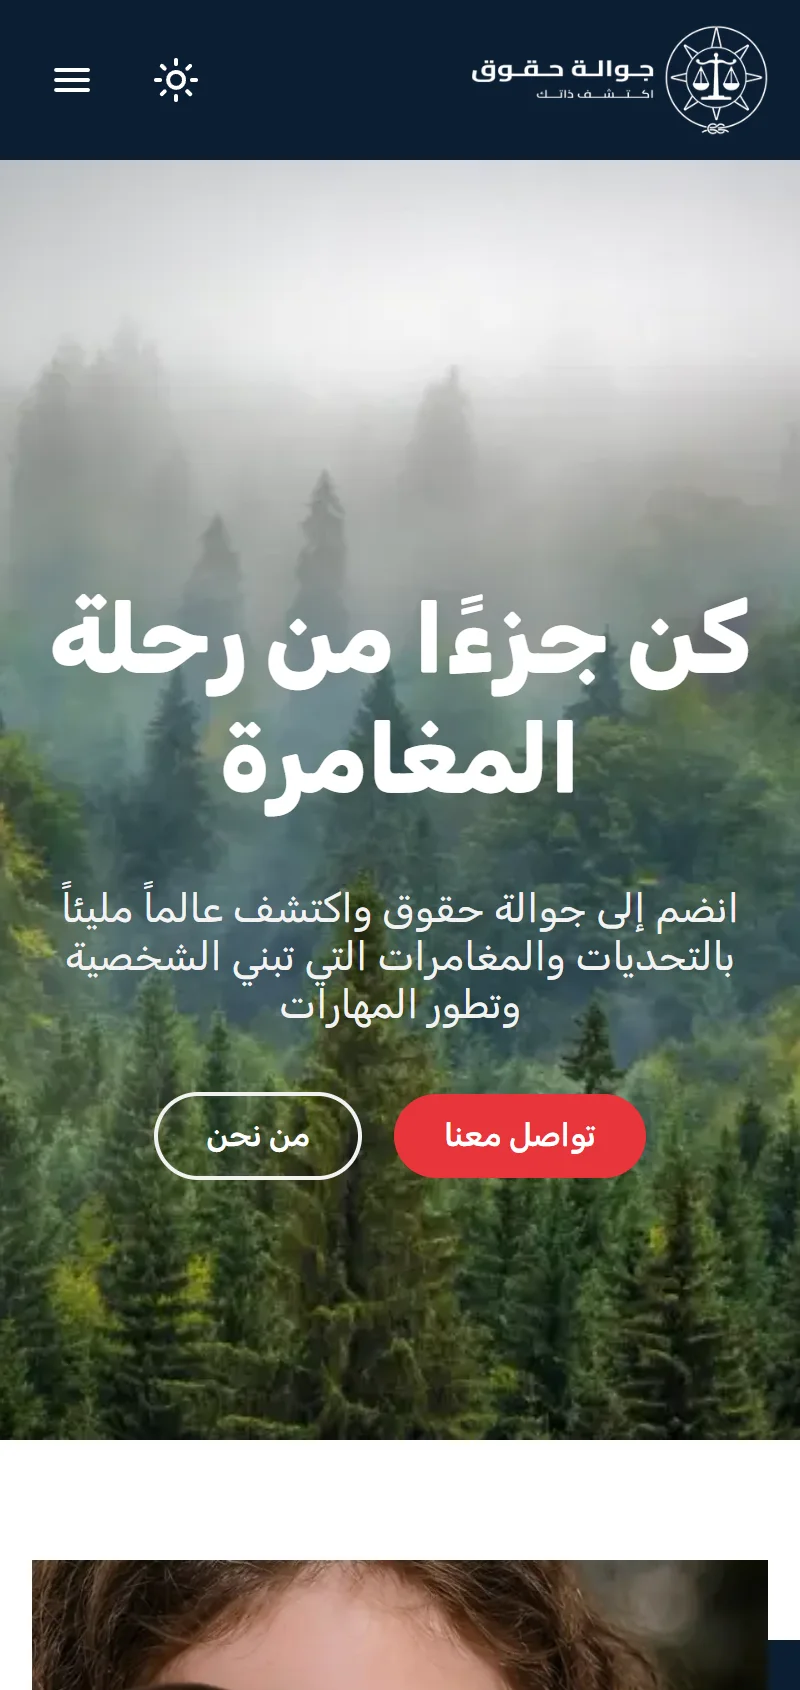 جوالة حقوق
اكتشف ذاتك
كن جزءًا من رحلة
المغامرة
انضم إلى جوالة حقوق واكتشف عالماً مليئاً
بالتحديات والمغامرات التي تبني الشخصية
وتطور المهارات
تواصل معنا
من نحن